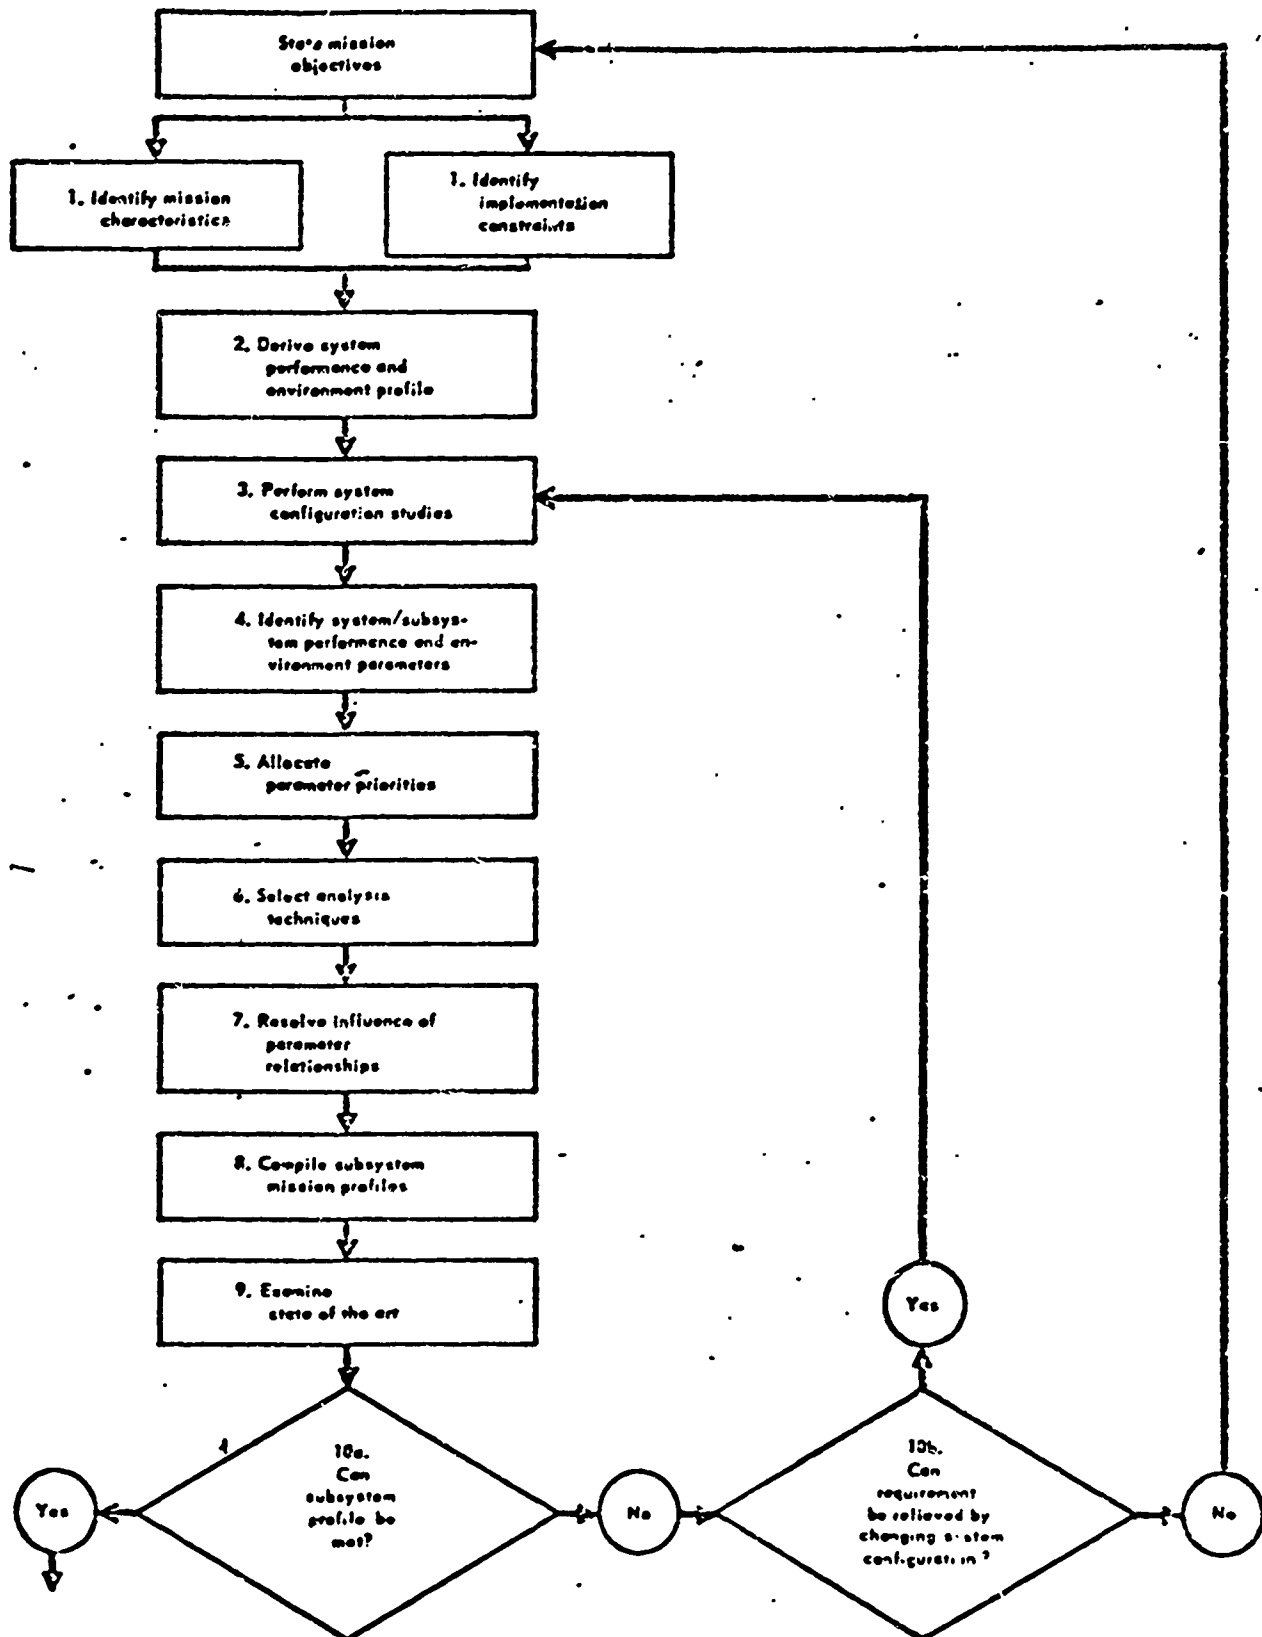 State mission
objectives
1. Identify mission
characteristics
1. Identify
implementation
constraints
2. Derive system
performance and
environment profile
3. Perform system
configuration studies
4. Identify system/subsys-
tem performance and en-
vironment parameters
5. Allocate
parameter priorities
6. Select analysis
techniques
7. Resolve influence of
parameter
relationships
8. Compile subsystem
mission profiles
9. Examine
state of the art
Yes
10a.
Can
subsystem
profile be
met?
Yes
No
10b.
Can
requirement
be relieved by
changing system
configuration?
No